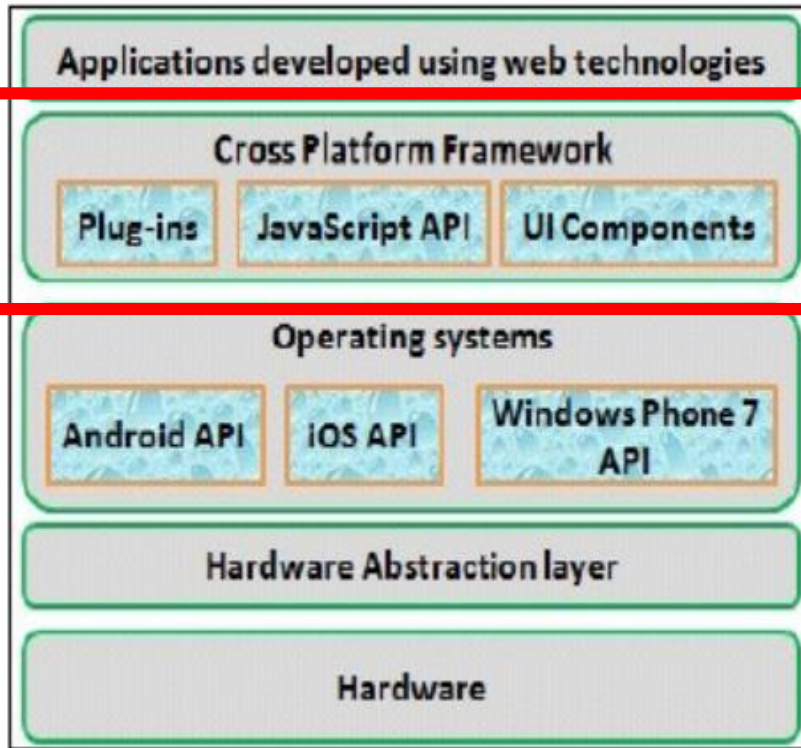 Applications developed using web technologies
Cross Platform Framework
Plug-ins JavaScript API UI Components
Operating systems
Android API iOS API Windows Phone 7
API
Hardware Abstraction layer
Hardware